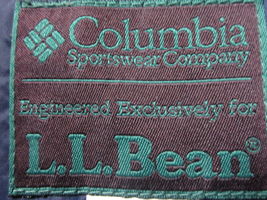 Columbia
Sportswear Company
Engineered Exclusively for
L.L.Bean®